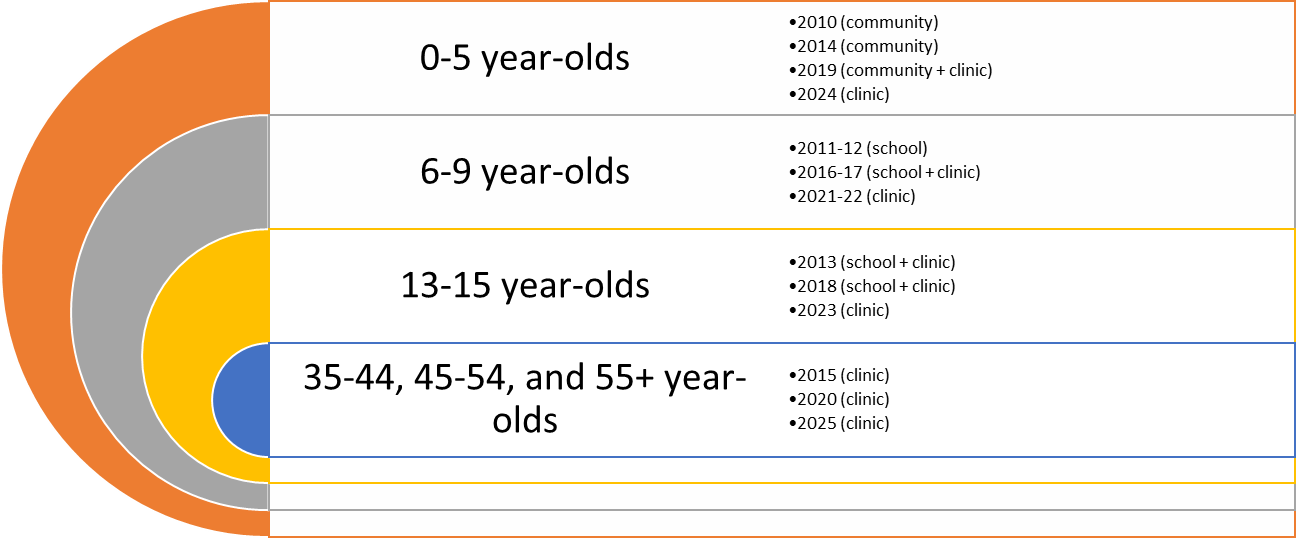 0-5 year-olds
•2010 (community)
•2014 (community)
•2019 (community + clinic)
•2024 (clinic)
6-9 year-olds
•2011-12 (school)
•2016-17 (school + clinic)
•2021-22 (clinic)
13-15 year-olds
•2013 (school + clinic)
•2018 (school + clinic)
•2023 (clinic)
35-44, 45-54, and 55+ year-
olds
•2015 (clinic)
•2020 (clinic)
•2025 (clinic)